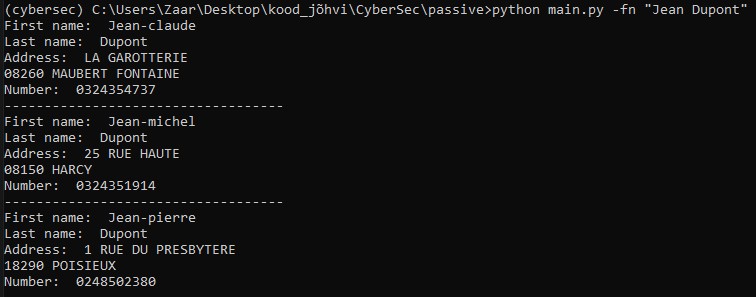 (cybersec) C:\Users\Zaar\Desktop\kood_jõhvi\CyberSec\passive>python main.py -fn "Jean Dupont"
First name:  Jean-claude
Last name:  Dupont
Address:  LA GAROTTERIE
08260 MAUBERT FONTAINE
Number:  0324354737
-----------------------------------
First name:  Jean-michel
Last name:  Dupont
Address:  25 RUE HAUTE
08150 HARCY
Number:  0324351914
-----------------------------------
First name:  Jean-pierre
Last name:  Dupont
Address:  1 RUE DU PRESBYTERE
18290 POISIEUX
Number:  0248502380